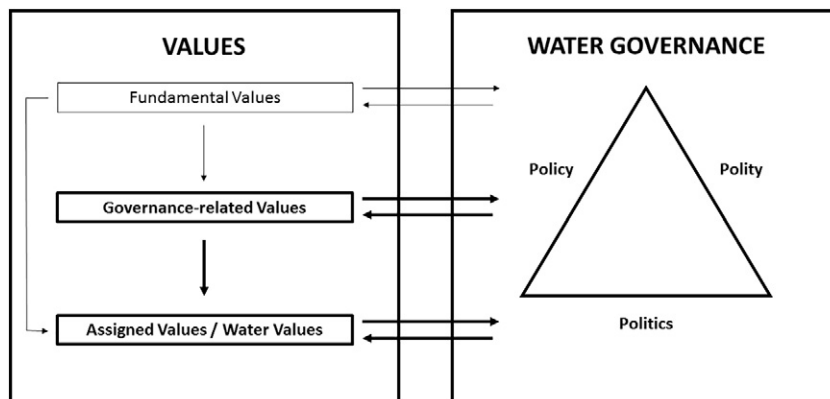 VALUES
Fundamental Values
Governance-related Values
Assigned Values / Water Values
WATER GOVERNANCE
Policy
Polity
Politics